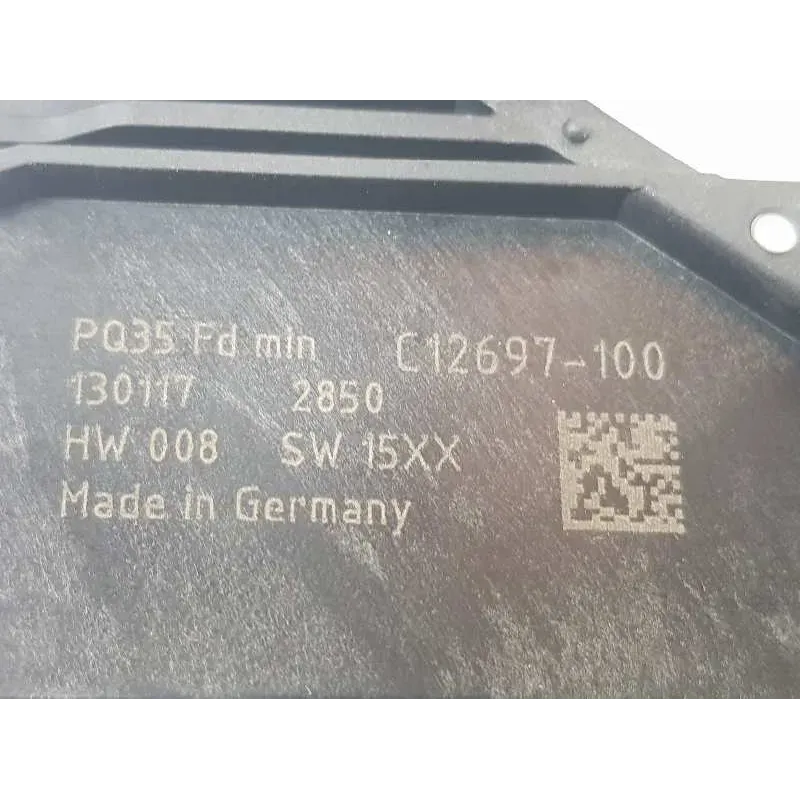 PQ35 Fd min C12697-100
130117 2850
HW 008 SW 15XX
Made in Germany